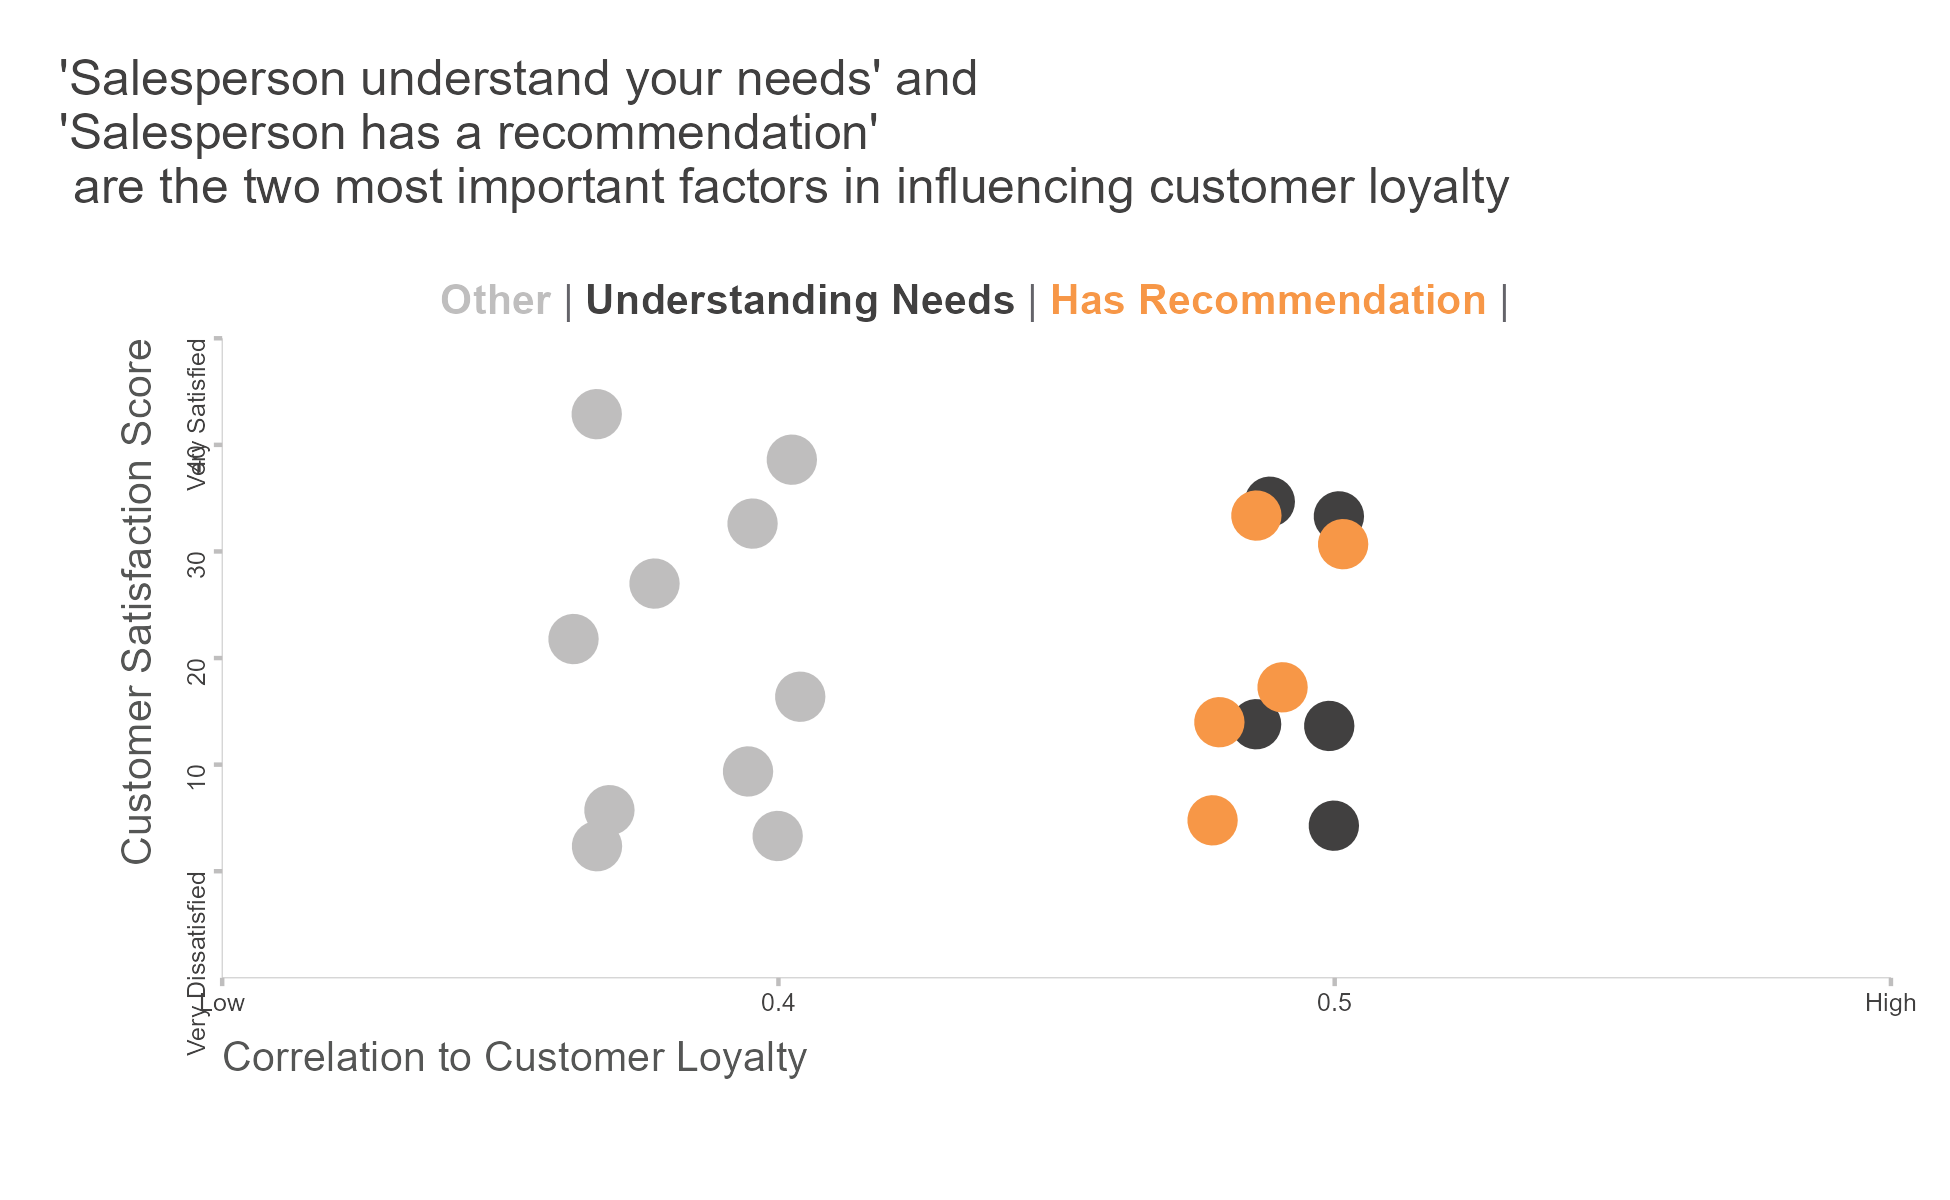 'Salesperson understand your needs' and
'Salesperson has a recommendation'
are the two most important factors in influencing customer loyalty
Other | Understanding Needs | Has Recommendation |
Customer Satisfaction Score
Very Satisfied
40
30
20
10
Very Dissatisfied
Low
0.4
0.5
High
Correlation to Customer Loyalty